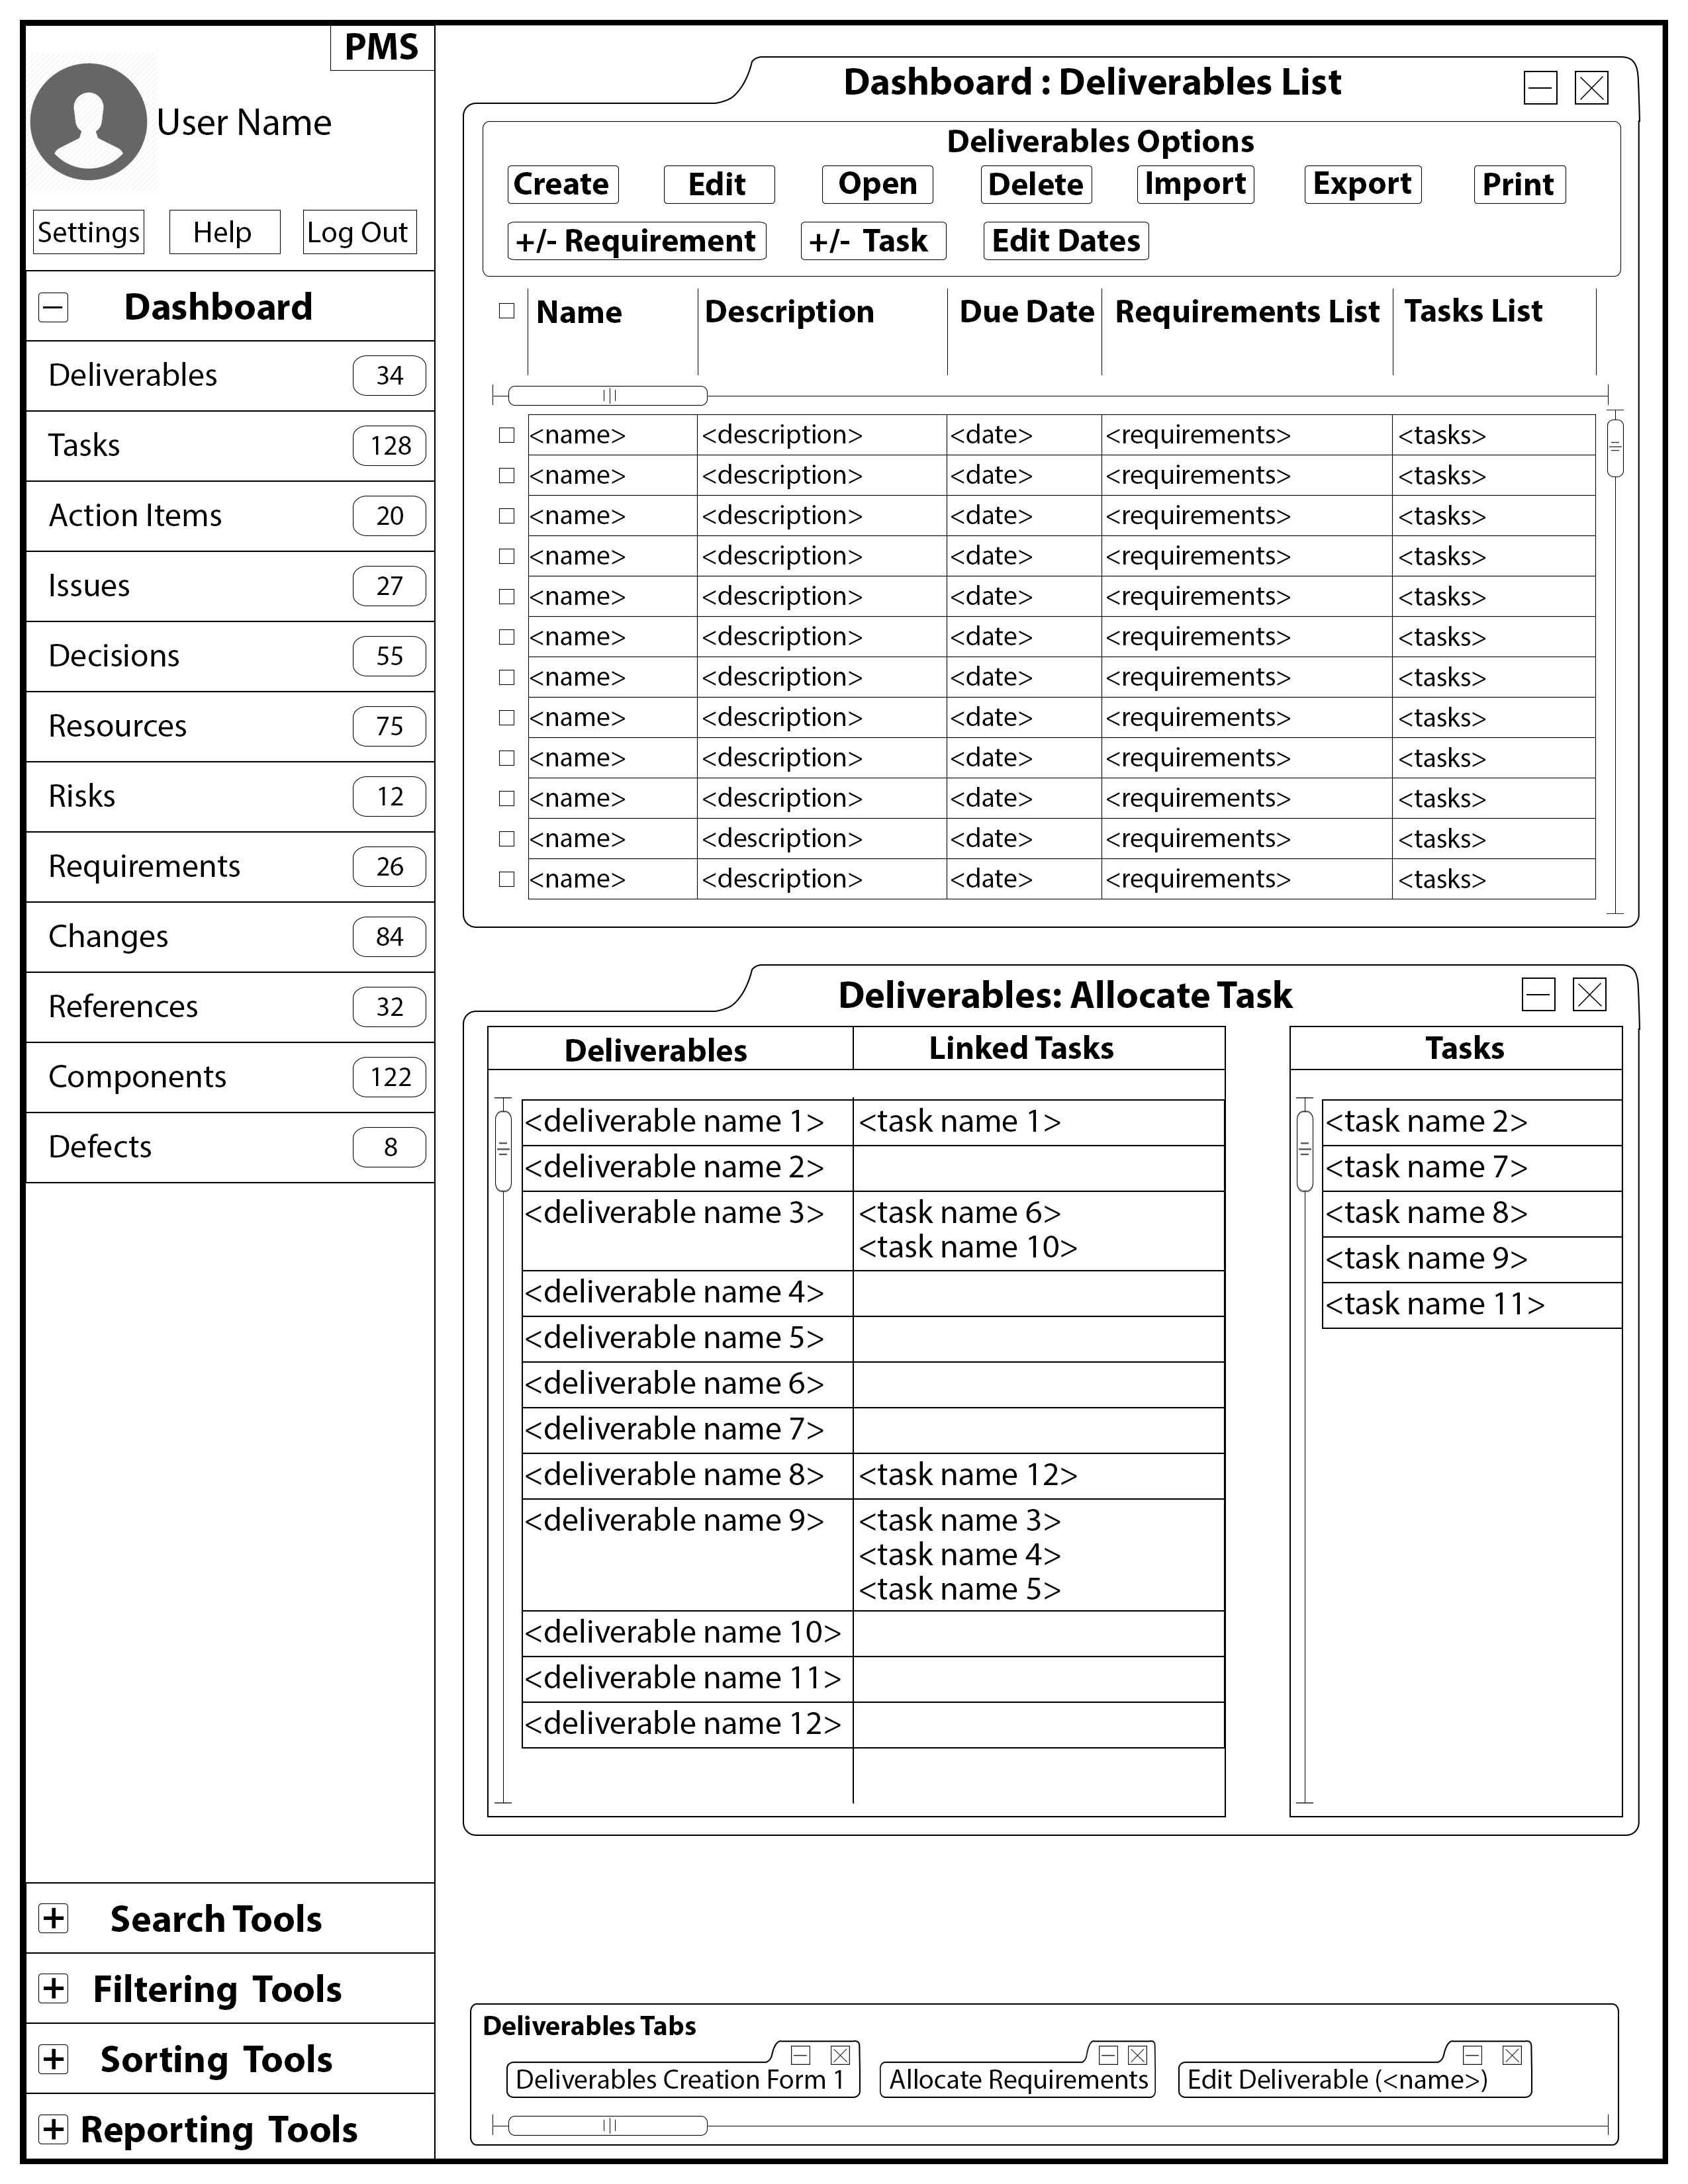 PMS
User Name
Settings Help Log Out
Dashboard
Deliverables 34
Tasks 128
Action Items 20
Issues 27
Decisions 55
Resources 75
Risks 12
Requirements 26
Changes 84
References 32
Components 122
Defects 8
Search Tools
Filtering Tools
Sorting Tools
Reporting Tools
Dashboard : Deliverables List
Deliverables Options
Create Edit Open Delete Import Export Print
+/- Requirement +/- Task Edit Dates
Name Description Due Date Requirements List Tasks List
<name> <description> <date> <requirements> <tasks>
<name> <description> <date> <requirements> <tasks>
<name> <description> <date> <requirements> <tasks>
<name> <description> <date> <requirements> <tasks>
<name> <description> <date> <requirements> <tasks>
<name> <description> <date> <requirements> <tasks>
<name> <description> <date> <requirements> <tasks>
<name> <description> <date> <requirements> <tasks>
<name> <description> <date> <requirements> <tasks>
<name> <description> <date> <requirements> <tasks>
<name> <description> <date> <requirements> <tasks>
<name> <description> <date> <requirements> <tasks>
Deliverables: Allocate Task
Deliverables Linked Tasks
<deliverable name 1> <task name 1>
<deliverable name 2>
<deliverable name 3> <task name 6>
<task name 10>
<deliverable name 4>
<deliverable name 5>
<deliverable name 6>
<deliverable name 7>
<deliverable name 8> <task name 12>
<deliverable name 9> <task name 3>
<task name 4>
<task name 5>
<deliverable name 10>
<deliverable name 11>
<deliverable name 12>
Tasks
<task name 2>
<task name 7>
<task name 8>
<task name 9>
<task name 11>
Deliverables Tabs
Deliverables Creation Form 1 Allocate Requirements Edit Deliverable (<name>)